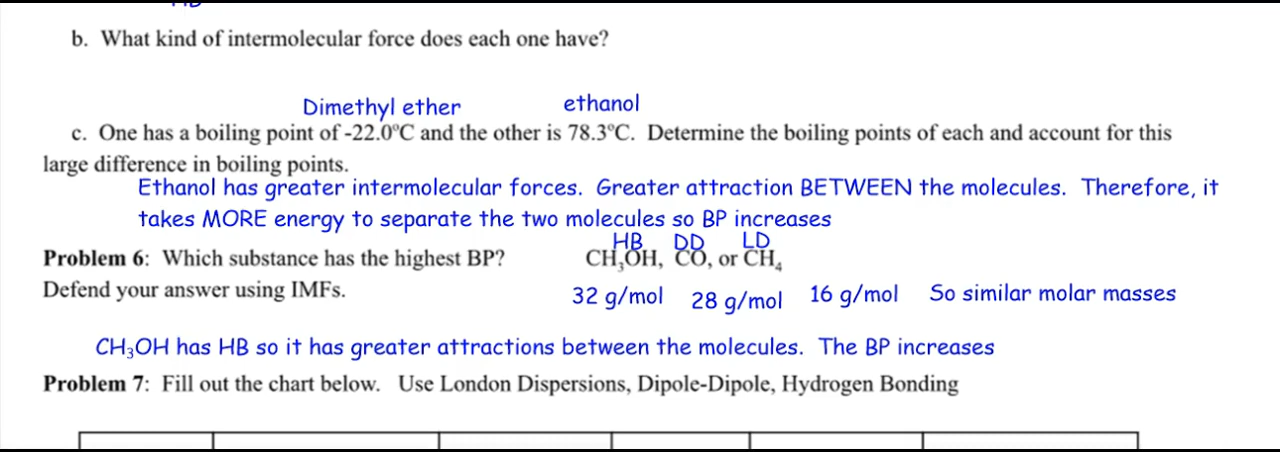 b. What kind of intermolecular force does each one have?
Dimethyl ether ethanol
c. One has a boiling point of -22.0°C and the other is 78.3°C. Determine the boiling points of each and account for this
large difference in boiling points.
Ethanol has greater intermolecular forces. Greater attraction BETWEEN the molecules. Therefore, it
takes MORE energy to separate the two molecules so BP increases
HB DD LD
Problem 6: Which substance has the highest BP? CH₃OH, CO, or CH₄
Defend your answer using IMFs.
32 g/mol 28 g/mol 16 g/mol So similar molar masses
CH₃OH has HB so it has greater attractions between the molecules. The BP increases
Problem 7: Fill out the chart below. Use London Dispersions, Dipole-Dipole, Hydrogen Bonding